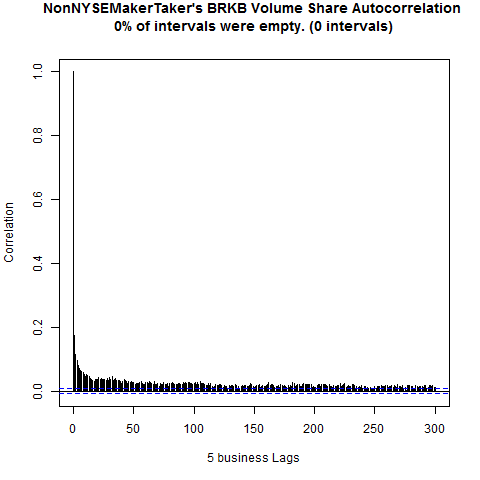 NonNYSEMakerTaker's BRKB Volume Share Autocorrelation
0% of intervals were empty. (0 intervals)
Correlation
1.0
0.8
0.6
0.4
0.2
0.0
0 50 100 150 200 250 300
5 business Lags